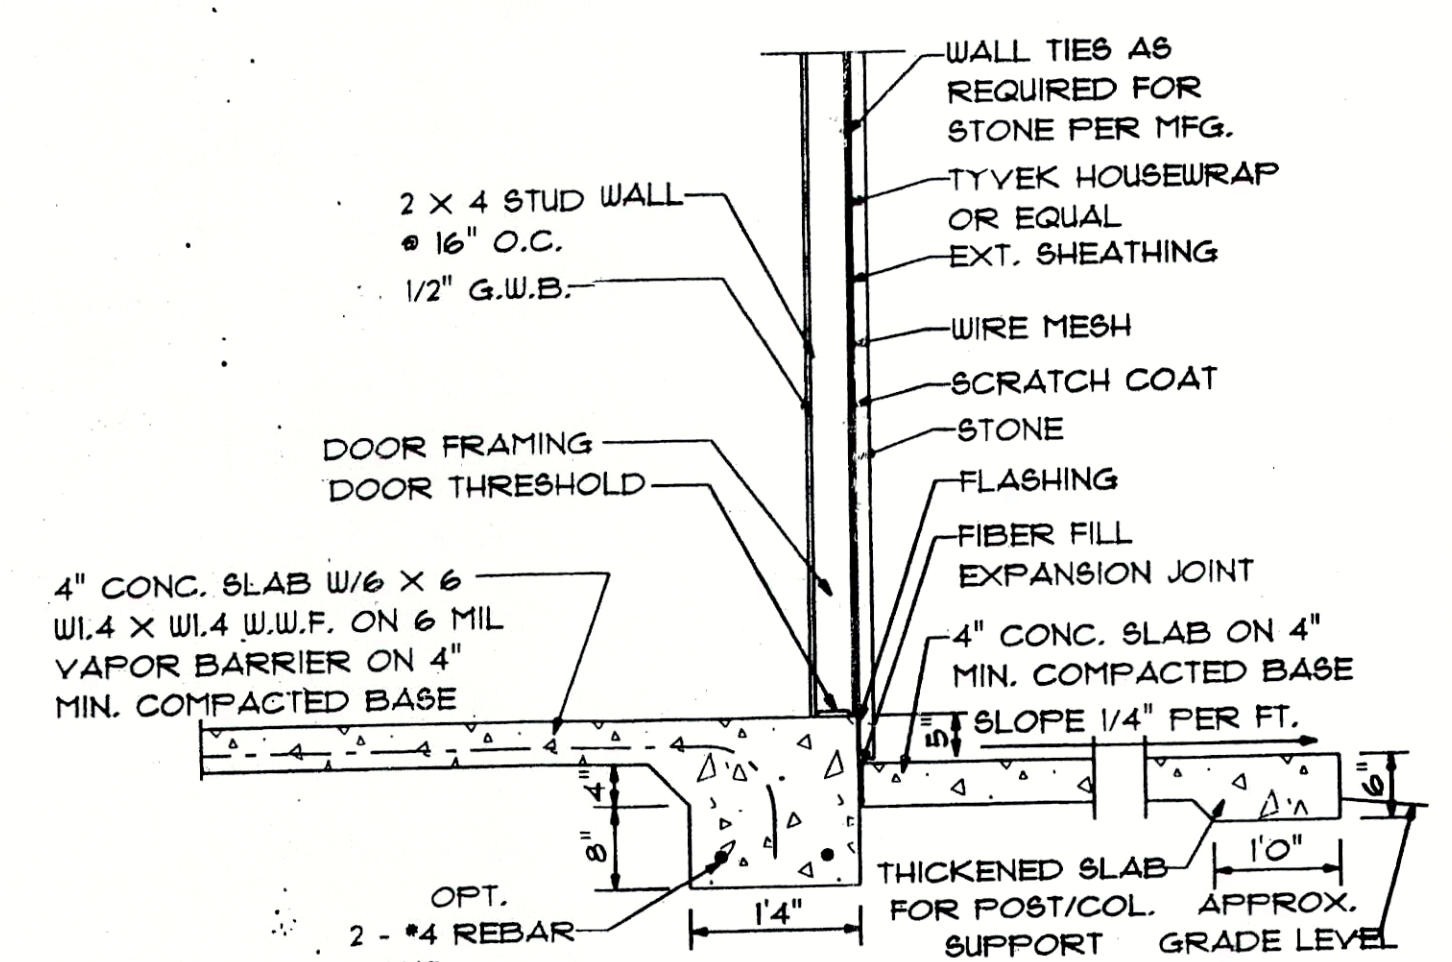 WALL TIES AS
REQUIRED FOR
STONE PER MFG.
TYVEK HOUSEWRAP
OR EQUAL
EXT. SHEATHING
WIRE MESH
SCRATCH COAT
STONE
FLASHING
FIBER FILL
EXPANSION JOINT
4" CONC. SLAB ON 4"
MIN. COMPACTED BASE
SLOPE 1/4" PER FT.
2 X 4 STUD WALL
@ 16" O.C.
1/2" G.W.B.
DOOR FRAMING
DOOR THRESHOLD
4" CONC. SLAB W/6 X 6
W1.4 X W1.4 W.W.F. ON 6 MIL
VAPOR BARRIER ON 4"
MIN. COMPACTED BASE
5"
4"
8"
6"
1'0"
1'4"
THICKENED SLAB
FOR POST/COL.
SUPPORT
APPROX.
GRADE LEVEL
OPT.
2 - #4 REBAR